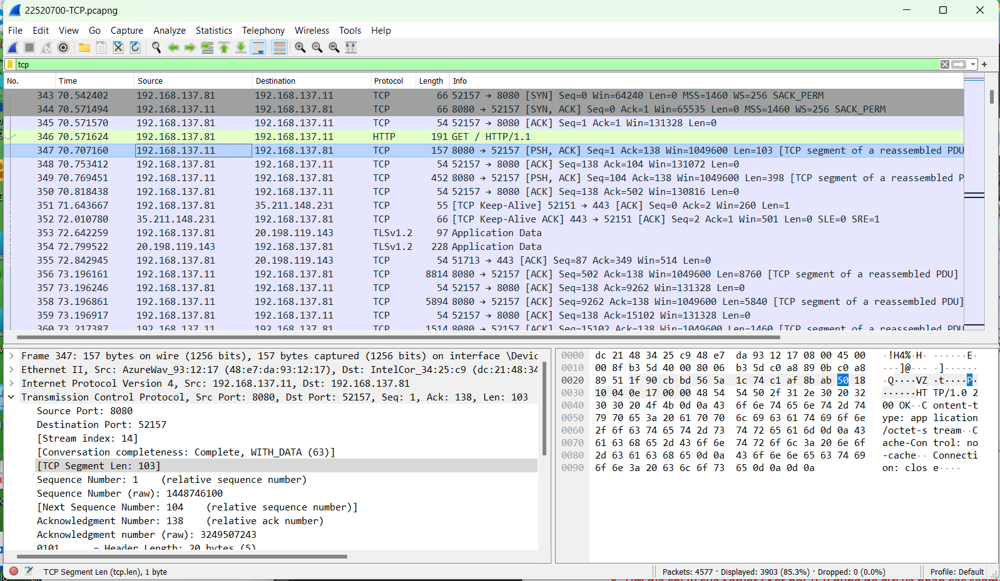 22520700-TCP.pcapng
File Edit View Go Capture Analyze Statistics Telephony Wireless Tools Help
tcp
No. Time Source Destination Protocol Length Info
343 70.542402 192.168.137.81 192.168.137.11 TCP 66 52157 → 8080 [SYN] Seq=0 Win=64240 Len=0 MSS=1460 WS=256 SACK_PERM
344 70.571494 192.168.137.11 192.168.137.81 TCP 66 8080 → 52157 [SYN, ACK] Seq=0 Ack=1 Win=65535 Len=0 MSS=1460 WS=256 SACK_PERM
345 70.571570 192.168.137.81 192.168.137.11 TCP 54 52157 → 8080 [ACK] Seq=1 Ack=1 Win=131328 Len=0
346 70.571624 192.168.137.81 192.168.137.11 HTTP 191 GET / HTTP/1.1
347 70.707160 192.168.137.11 192.168.137.81 TCP 157 8080 → 52157 [PSH, ACK] Seq=1 Ack=138 Win=1049600 Len=103 [TCP segment of a reassembled PDU
348 70.753412 192.168.137.81 192.168.137.11 TCP 54 52157 → 8080 [ACK] Seq=138 Ack=104 Win=131072 Len=0
349 70.769451 192.168.137.11 192.168.137.81 TCP 452 8080 → 52157 [PSH, ACK] Seq=104 Ack=138 Win=1049600 Len=398 [TCP segment of a reassembled P
350 70.818438 192.168.137.81 192.168.137.11 TCP 54 52157 → 8080 [ACK] Seq=138 Ack=502 Win=130816 Len=0
351 71.643667 192.168.137.81 35.211.148.231 TCP 55 [TCP Keep-Alive] 52151 → 443 [ACK] Seq=0 Ack=2 Win=260 Len=1
352 72.010780 35.211.148.231 192.168.137.81 TCP 66 [TCP Keep-Alive ACK] 443 → 52151 [ACK] Seq=2 Ack=1 Win=501 Len=0 SLE=0 SRE=1
353 72.642259 192.168.137.81 20.198.119.143 TLSv1.2 97 Application Data
354 72.799522 20.198.119.143 192.168.137.81 TLSv1.2 228 Application Data
355 72.842945 192.168.137.81 20.198.119.143 TCP 54 51713 → 443 [ACK] Seq=87 Ack=349 Win=514 Len=0
356 73.196161 192.168.137.11 192.168.137.81 TCP 8814 8080 → 52157 [ACK] Seq=502 Ack=138 Win=1049600 Len=8760 [TCP segment of a reassembled PDU]
357 73.196246 192.168.137.81 192.168.137.11 TCP 54 52157 → 8080 [ACK] Seq=138 Ack=9262 Win=131328 Len=0
358 73.196861 192.168.137.11 192.168.137.81 TCP 5894 8080 → 52157 [ACK] Seq=9262 Ack=138 Win=1049600 Len=5840 [TCP segment of a reassembled PDU]
359 73.196917 192.168.137.81 192.168.137.11 TCP 54 52157 → 8080 [ACK] Seq=138 Ack=15102 Win=131328 Len=0
360 73.217387 192.168.137.11 192.168.137.81 TCP 1514 8080 → 52157 [ACK] Seq=15102 Ack=138 Win=1049600 Len=1460 [TCP segment of a reassembled PDU
Frame 347: 157 bytes on wire (1256 bits), 157 bytes captured (1256 bits) on interface \Devic
Ethernet II, Src: AzureWav_93:12:17 (48:e7:da:93:12:17), Dst: IntelCor_34:25:c9 (dc:21:48:34
Internet Protocol Version 4, Src: 192.168.137.11, Dst: 192.168.137.81
Transmission Control Protocol, Src Port: 8080, Dst Port: 52157, Seq: 1, Ack: 138, Len: 103
Source Port: 8080
Destination Port: 52157
[Stream index: 14]
[Conversation completeness: Complete, WITH_DATA (63)]
[TCP Segment Len: 103]
Sequence Number: 1 (relative sequence number)
Sequence Number (raw): 1448746100
[Next Sequence Number: 104 (relative sequence number)]
Acknowledgment Number: 138 (relative ack number)
Acknowledgment number (raw): 3249507243
0101 .... = Header Length: 20 bytes (5)
0000 dc 21 48 34 25 c9 48 e7 da 93 12 17 08 00 45 00 ·!H4%·H· ······E·
0010 00 8f b3 5d 40 00 80 06 b3 5d c0 a8 89 0b c0 a8 ···]@··· ·]······
0020 89 51 1f 90 cb bd 56 5a 1c 74 c1 af 8b ab 50 18 ·Q····VZ ·t····P·
0030 10 04 0e 17 00 00 48 54 54 50 2f 31 2e 30 20 32 ······HT TP/1.0 2
0040 30 30 20 4f 4b 0d 0a 43 6f 6e 74 65 6e 74 2d 74 00 OK··C ontent-t
0050 79 70 65 3a 20 61 70 70 6c 69 63 61 74 69 6f 6e ype: app lication
0060 2f 6f 63 74 65 74 2d 73 74 72 65 61 6d 0d 0a 43 /octet-s tream··C
0070 61 63 68 65 2d 43 6f 6e 74 72 6f 6c 3a 20 6e 6f ache-Con trol: no
0080 2d 63 61 63 68 65 0d 0a 43 6f 6e 6e 65 63 74 69 -cache·· Connecti
0090 6f 6e 3a 20 63 6c 6f 73 65 0d 0a 0d 0a on: clos e····
TCP Segment Len (tcp.len), 1 byte
Packets: 4577 · Displayed: 3903 (85.3%) · Dropped: 0 (0.0%)
Profile: Default